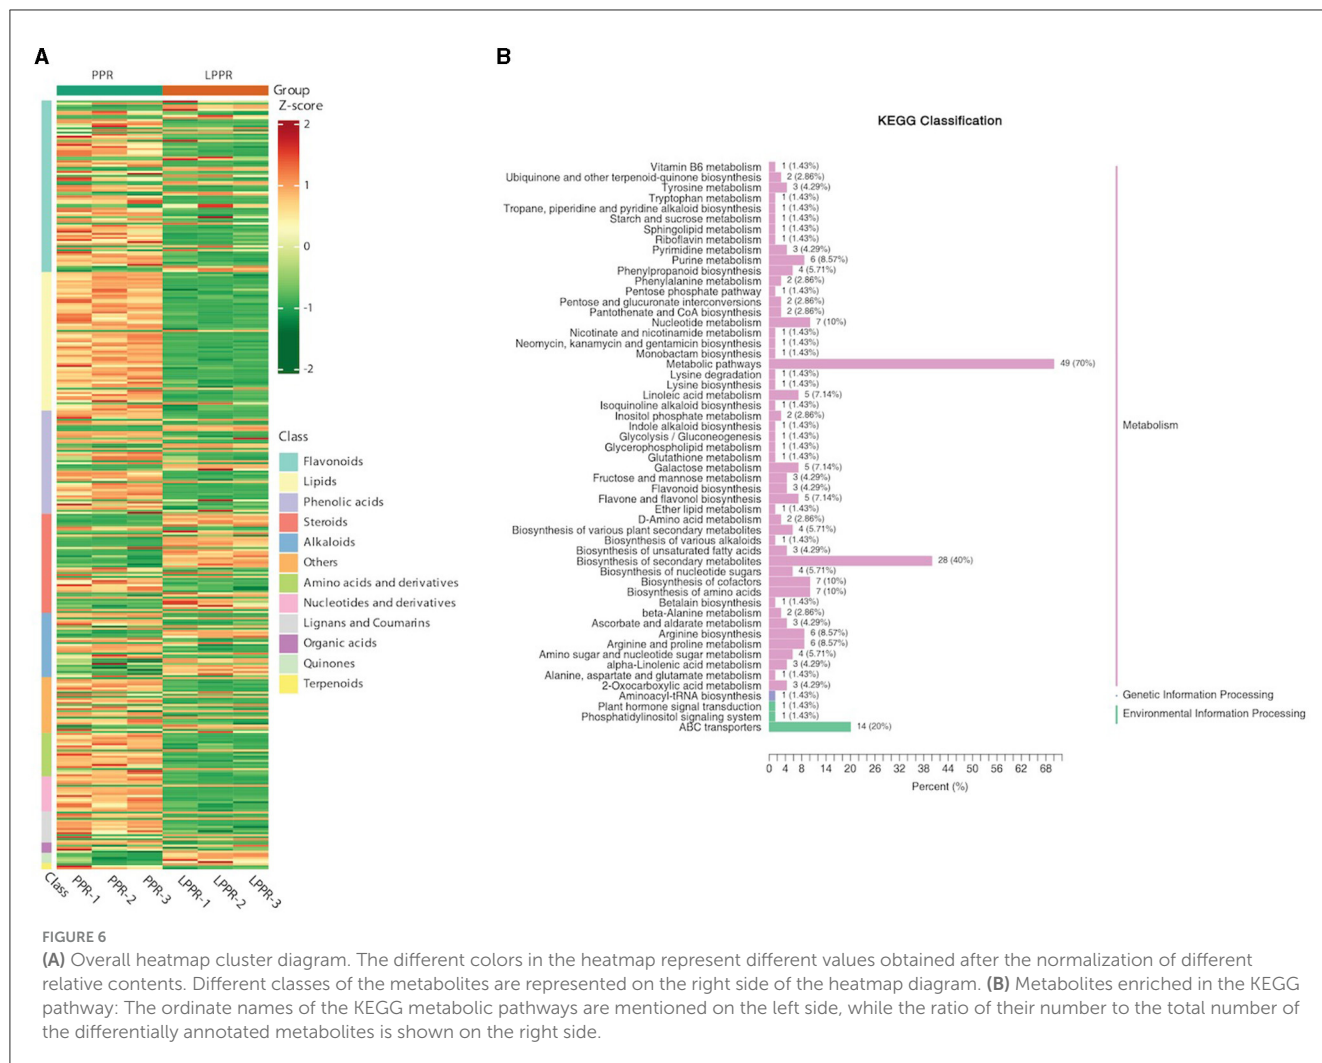 A
PPR
LPPR
Group
Z-score
2
1
0
-1
-2
Class
Flavonoids
Lipids
Phenolic acids
Steroids
Alkaloids
Others
Amino acids and derivatives
Nucleotides and derivatives
Lignans and Coumarins
Organic acids
Quinones
Terpenoids
Class
PPR-1
PPR-2
PPR-3
LPPR-1
LPPR-2
LPPR-3
B
KEGG Classification
Vitamin B6 metabolism 1 (1.43%)
Ubiquinone and other terpenoid-quinone biosynthesis 2 (2.86%)
Tyrosine metabolism 3 (4.29%)
Tryptophan metabolism 1 (1.43%)
Tropane, piperidine and pyridine alkaloid biosynthesis 1 (1.43%)
Starch and sucrose metabolism 1 (1.43%)
Sphingolipid metabolism 1 (1.43%)
Riboflavin metabolism 1 (1.43%)
Pyrimidine metabolism 3 (4.29%)
Purine metabolism 6 (8.57%)
Phenylpropanoid biosynthesis 4 (5.71%)
Phenylalanine metabolism 2 (2.86%)
Pentose phosphate pathway 1 (1.43%)
Pentose and glucuronate interconversions 2 (2.86%)
Pantothenate and CoA biosynthesis 2 (2.86%)
Nucleotide metabolism 7 (10%)
Nicotinate and nicotinamide metabolism 1 (1.43%)
Neomycin, kanamycin and gentamicin biosynthesis 1 (1.43%)
Monobactam biosynthesis 1 (1.43%)
Metabolic pathways 49 (70%)
Lysine degradation 1 (1.43%)
Lysine biosynthesis 1 (1.43%)
Linoleic acid metabolism 5 (7.14%)
Isoquinoline alkaloid biosynthesis 1 (1.43%)
Inositol phosphate metabolism 2 (2.86%)
Indole alkaloid biosynthesis 1 (1.43%)
Glycolysis / Gluconeogenesis 1 (1.43%)
Glycerophospholipid metabolism 1 (1.43%)
Glutathione metabolism 1 (1.43%)
Galactose metabolism 5 (7.14%)
Fructose and mannose metabolism 3 (4.29%)
Flavonoid biosynthesis 3 (4.29%)
Flavone and flavonol biosynthesis 5 (7.14%)
Ether lipid metabolism 1 (1.43%)
D-Amino acid metabolism 2 (2.86%)
Biosynthesis of various plant secondary metabolites 4 (5.71%)
Biosynthesis of various alkaloids 1 (1.43%)
Biosynthesis of unsaturated fatty acids 3 (4.29%)
Biosynthesis of secondary metabolites 28 (40%)
Biosynthesis of nucleotide sugars 4 (5.71%)
Biosynthesis of cofactors 7 (10%)
Biosynthesis of amino acids 7 (10%)
Betalain biosynthesis 1 (1.43%)
beta-Alanine metabolism 2 (2.86%)
Ascorbate and aldarate metabolism 3 (4.29%)
Arginine biosynthesis 6 (8.57%)
Arginine and proline metabolism 6 (8.57%)
Amino sugar and nucleotide sugar metabolism 4 (5.71%)
alpha-Linolenic acid metabolism 3 (4.29%)
Alanine, aspartate and glutamate metabolism 1 (1.43%)
2-Oxocarboxylic acid metabolism 3 (4.29%)
Aminoacyl-tRNA biosynthesis 1 (1.43%)
Plant hormone signal transduction 1 (1.43%)
Phosphatidylinositol signaling system 1 (1.43%)
ABC transporters 14 (20%)
Metabolism
Genetic Information Processing
Environmental Information Processing
0 4 8 14 20 26 32 38 44 50 56 62 68
Percent (%)
FIGURE 6
(A) Overall heatmap cluster diagram. The different colors in the heatmap represent different values obtained after the normalization of different
relative contents. Different classes of the metabolites are represented on the right side of the heatmap diagram. (B) Metabolites enriched in the KEGG
pathway: The ordinate names of the KEGG metabolic pathways are mentioned on the left side, while the ratio of their number to the total number of
the differentially annotated metabolites is shown on the right side.